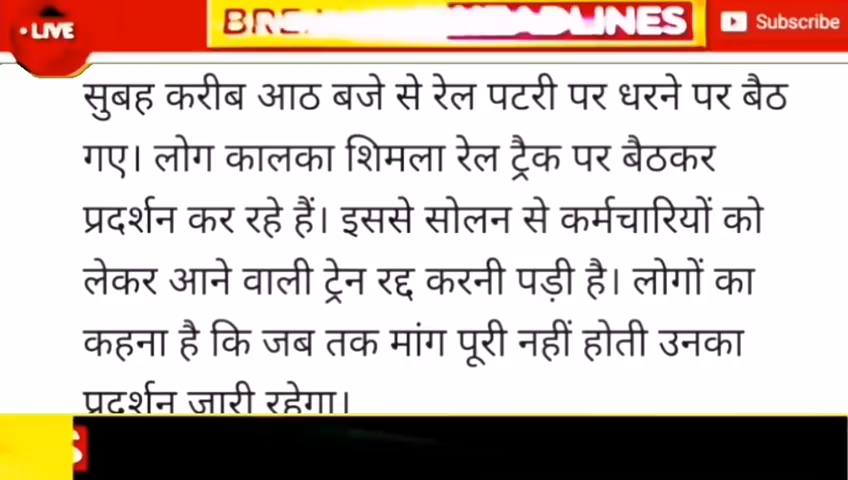 LIVE
HEADLINES
Subscribe
सुबह करीब आठ बजे से रेल पटरी पर धरने पर बैठ
गए। लोग कालका शिमला रेल ट्रैक पर बैठकर
प्रदर्शन कर रहे हैं। इससे सोलन से कर्मचारियों को
लेकर आने वाली ट्रेन रद्द करनी पड़ी है। लोगों का
कहना है कि जब तक मांग पूरी नहीं होती उनका
प्रदर्शन जारी रहेगा।